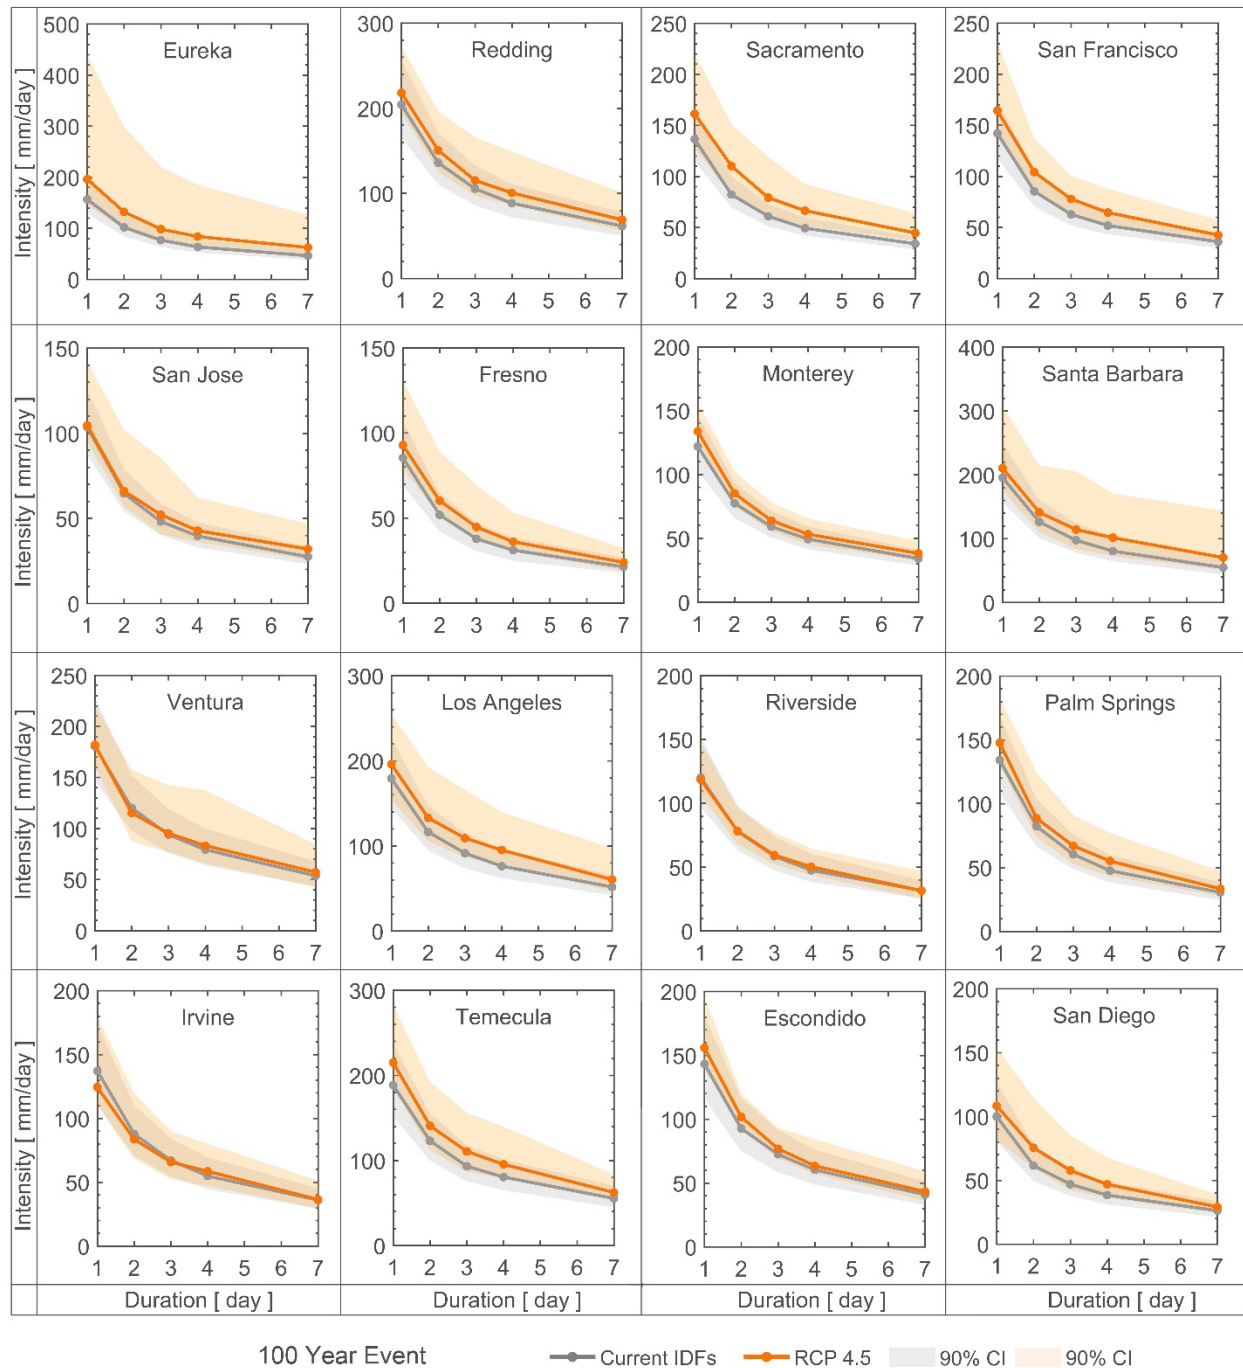 Intensity [ mm/day]
500
400
300
200
100
0
Eureka
1 2 3 4 5 6 7
300
200
100
0
Redding
1 2 3 4 5 6 7
250
200
150
100
50
0
Sacramento
1 2 3 4 5 6 7
250
200
150
100
50
0
San Francisco
1 2 3 4 5 6 7
Intensity [ mm/day]
150
100
50
0
San Jose
1 2 3 4 5 6 7
150
100
50
0
Fresno
1 2 3 4 5 6 7
200
150
100
50
0
Monterey
1 2 3 4 5 6 7
400
300
200
100
0
Santa Barbara
1 2 3 4 5 6 7
Intensity [ mm/day]
250
200
150
100
50
0
Ventura
1 2 3 4 5 6 7
300
200
100
0
Los Angeles
1 2 3 4 5 6 7
200
150
100
50
0
Riverside
1 2 3 4 5 6 7
200
150
100
50
0
Palm Springs
1 2 3 4 5 6 7
Intensity [ mm/day]
200
150
100
50
0
Irvine
1 2 3 4 5 6 7
300
200
100
0
Temecula
1 2 3 4 5 6 7
200
150
100
50
0
Escondido
1 2 3 4 5 6 7
200
150
100
50
0
San Diego
1 2 3 4 5 6 7
Duration [ day ] Duration [ day ] Duration [ day ] Duration [ day ]
100 Year Event Current IDFs RCP 4.5 90% CI 90% CI